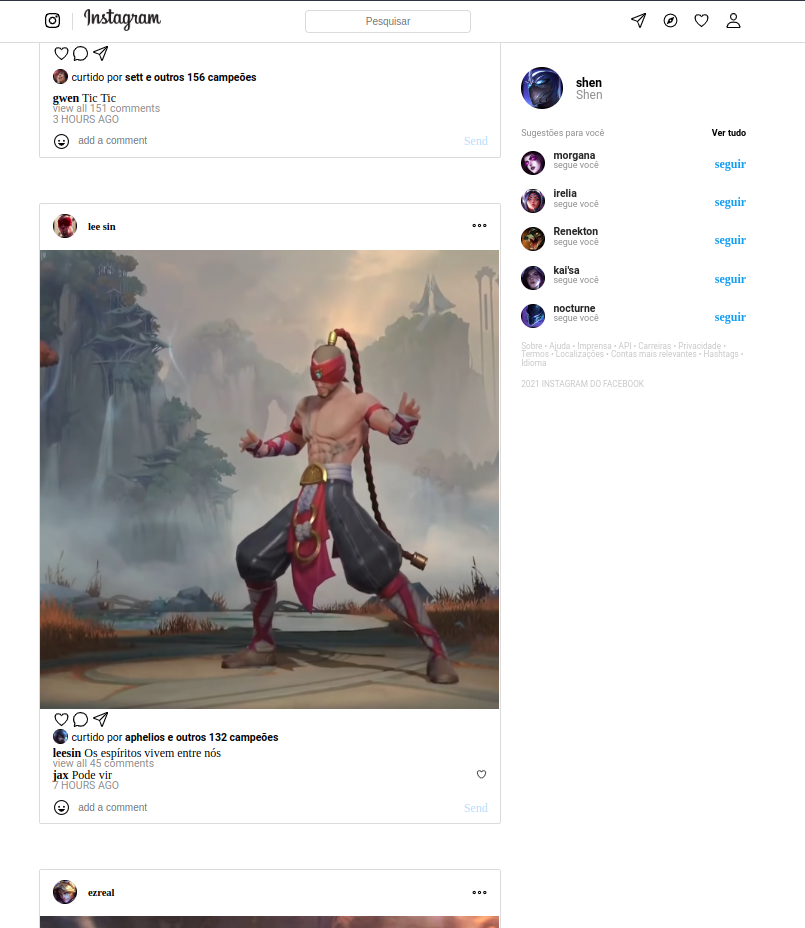 Instagram
Pesquisar
curtido por sett e outros 156 campeões
gwen Tic Tic
view all 151 comments
3 HOURS AGO
add a comment
Send
lee sin
curtido por aphelios e outros 132 campeões
leesin Os espíritos vivem entre nós
view all 45 comments
jax Pode vir
7 HOURS AGO
add a comment
Send
ezreal
shen
Shen
Sugestões para você
Ver tudo
morgana
segue você
seguir
irelia
segue você
seguir
Renekton
segue você
seguir
kai'sa
segue você
seguir
nocturne
segue você
seguir
Sobre • Ajuda • Imprensa • API • Carreiras • Privacidade •
Termos • Localizações • Contas mais relevantes • Hashtags •
Idioma
2021 INSTAGRAM DO FACEBOOK